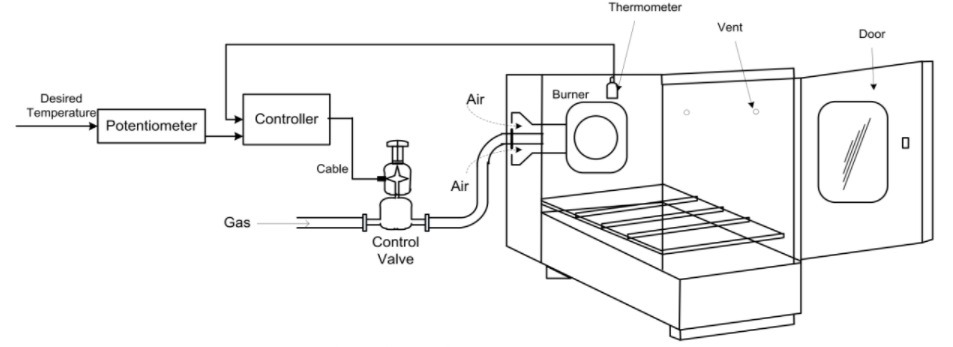 Thermometer
Vent
Door
Desired
Temperature
Potentiometer
Controller
Air
Burner
Cable
Air
Gas
Control
Valve